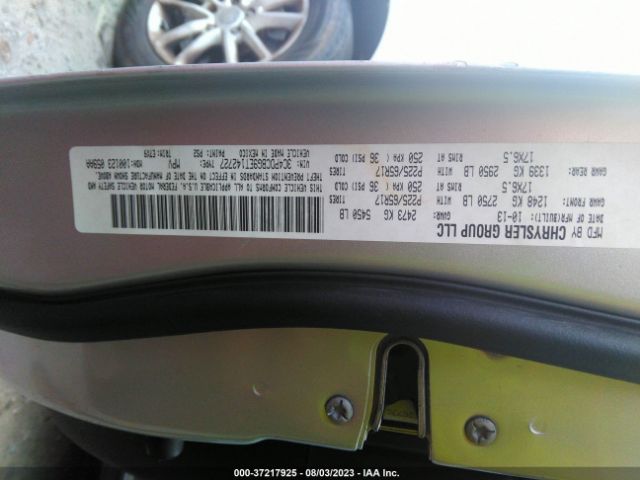 MFD BY CHRYSLER GROUP LLC
DATE OF MFR(BUILT): 10-13 GVWR: 2473 KG 5450 LB
GAWR FRONT: 1248 KG 2750 LB WITH P225/65R17 TIRES
17X6.5 RIMS AT 250 KPA( 36 PSI) COLD
GAWR REAR: 1339 KG 2950 LB WITH P225/65R17 TIRES
17X6.5 RIMS AT 250 KPA( 36 PSI) COLD
THIS VEHICLE CONFORMS TO ALL APPLICABLE U.S.A. FEDERAL MOTOR VEHICLE SAFETY AND
THEFT PREVENTION STANDARDS IN EFFECT ON THE DATE OF MANUFACTURE SHOWN ABOVE.
VIN: 3C4PDCBG9ET142727 TYPE: MPV
VEHICLE MADE IN MEXICO PAINT: PS2 MDH:100123 059AA TRIM:
000-37217925 - 08/03/2023 - IAA Inc.